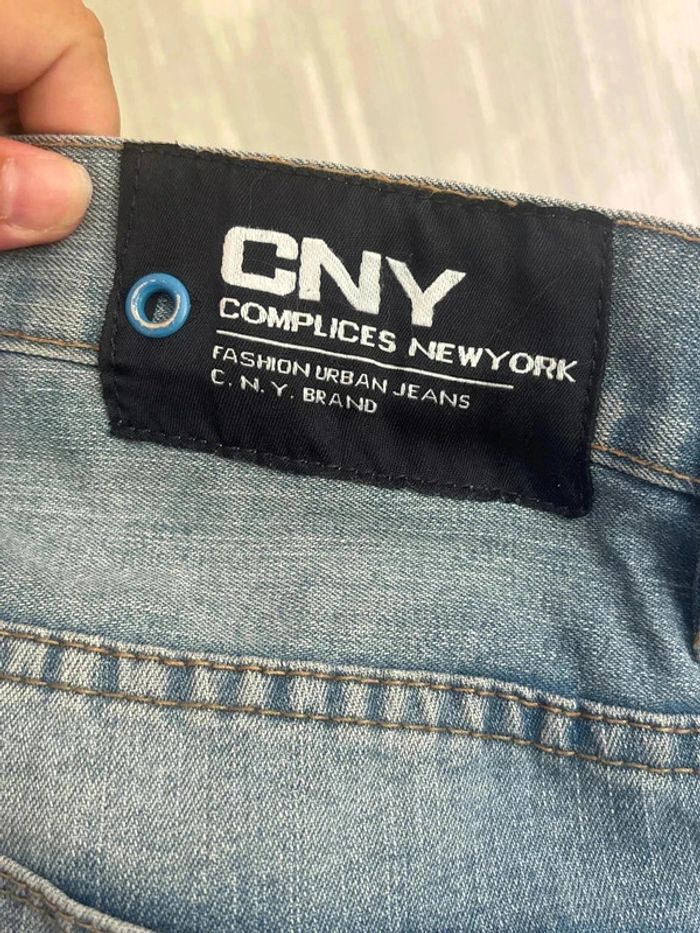 CNY
COMPLICES NEWYORK
FASHION URBAN JEANS
C. N. Y. BRAND